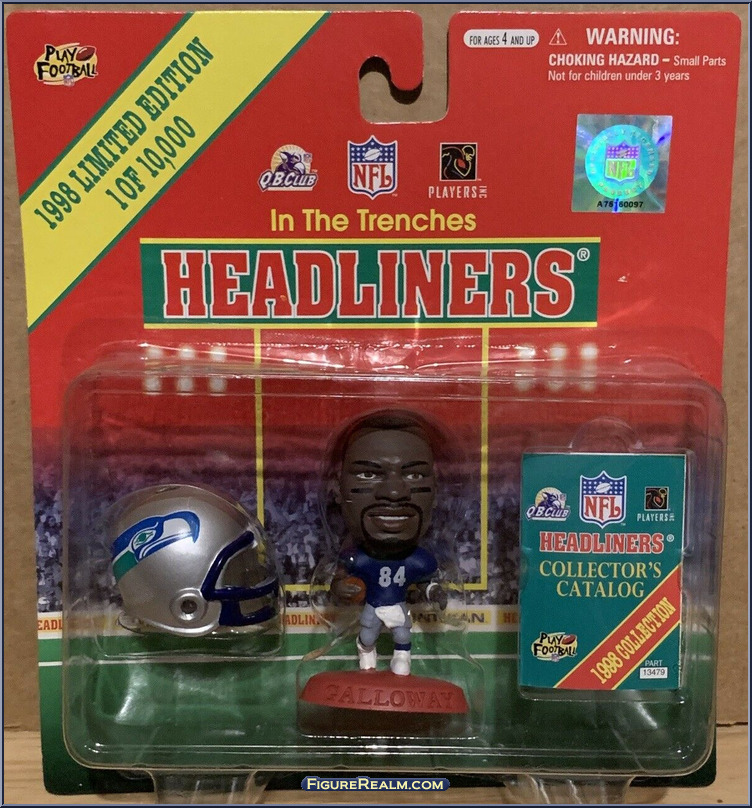 PLAY
FOOTBALL
1998 LIMITED EDITION
1 OF 10,000
FOR AGES 4 AND UP
WARNING:
CHOKING HAZARD – Small Parts
Not for children under 3 years
Q.B. CLUB
NFL
PLAYERS INC
NFL
A76160097
In The Trenches
HEADLINERS®
84
GALLOWAY
Q.B. CLUB
NFL
PLAYERS INC
HEADLINERS®
COLLECTOR'S
CATALOG
1998 COLLECTION
PLAY
FOOTBALL
PART
13479
FIGUREREALM.COM